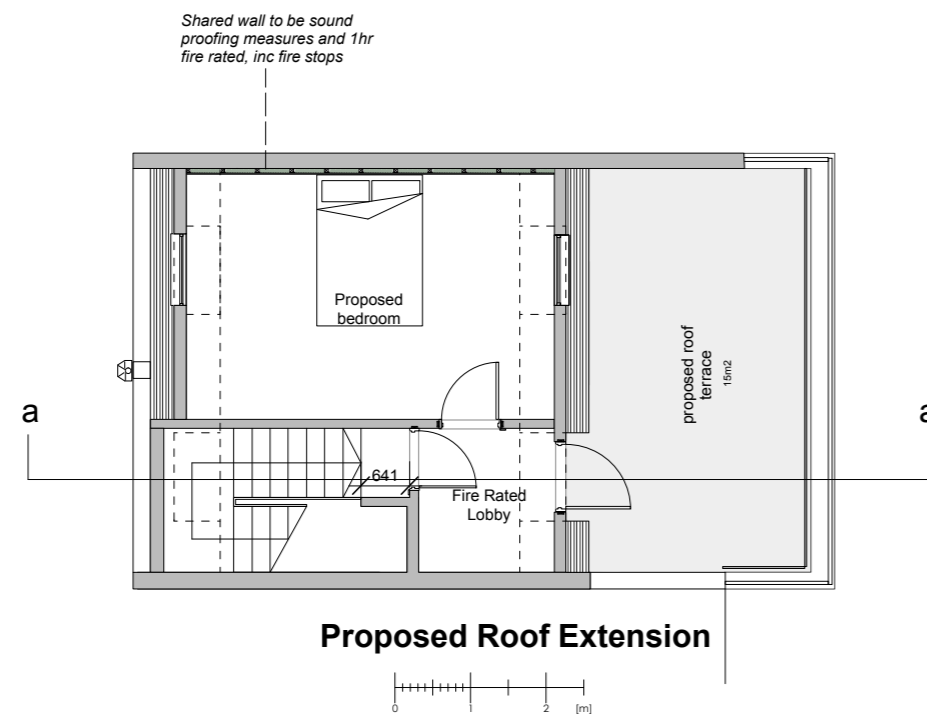 Shared wall to be sound
proofing measures and 1hr
fire rated, inc fire stops
Proposed
bedroom
proposed roof
terrace
15m2
a
a
641
Fire Rated
Lobby
Proposed Roof Extension
0 1 2 [m]